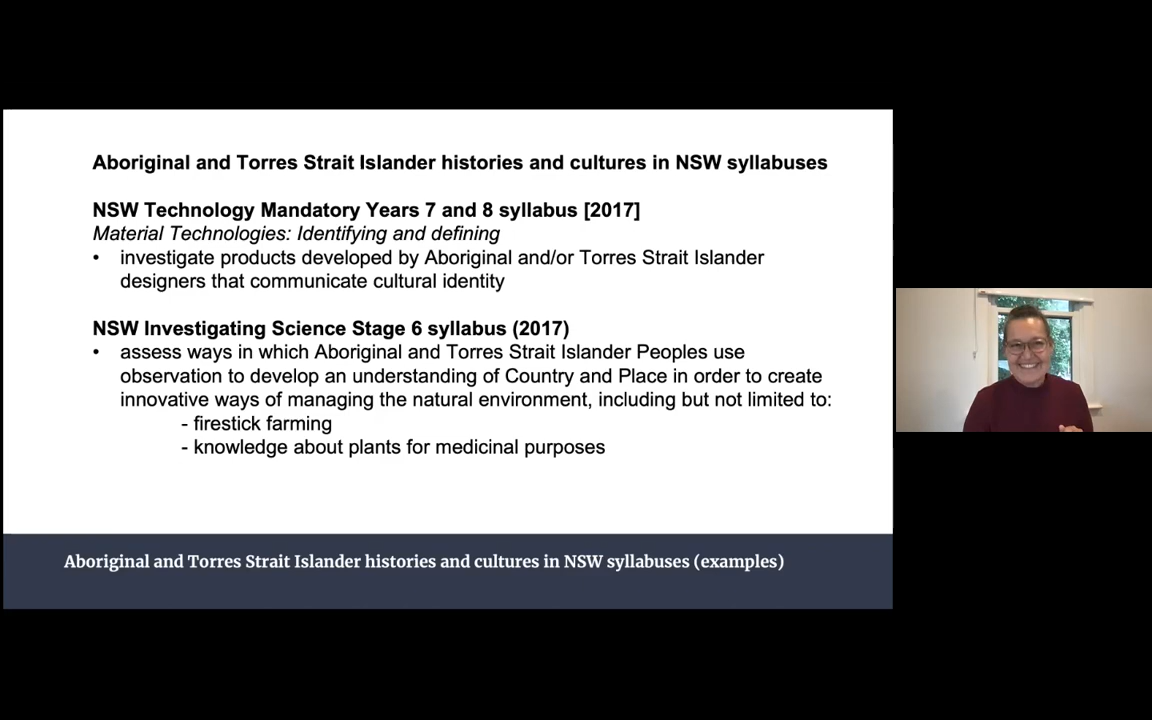 Aboriginal and Torres Strait Islander histories and cultures in NSW syllabuses
NSW Technology Mandatory Years 7 and 8 syllabus [2017]
Material Technologies: Identifying and defining
• investigate products developed by Aboriginal and/or Torres Strait Islander
designers that communicate cultural identity
NSW Investigating Science Stage 6 syllabus (2017)
• assess ways in which Aboriginal and Torres Strait Islander Peoples use
observation to develop an understanding of Country and Place in order to create
innovative ways of managing the natural environment, including but not limited to:
- firestick farming
- knowledge about plants for medicinal purposes
Aboriginal and Torres Strait Islander histories and cultures in NSW syllabuses (examples)